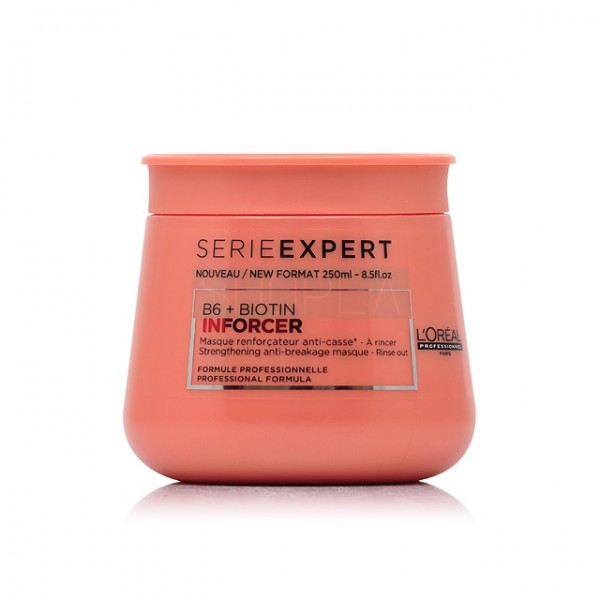 SERIEEXPERT
NOUVEAU / NEW FORMAT 250ml - 8.5fl.oz
B6 + BIOTIN
INFORCER
Masque renforçateur anti-casse* - À rincer
Strengthening anti-breakage masque - Rinse out
FORMULE PROFESSIONNELLE
PROFESSIONAL FORMULA
L'ORÉAL
PROFESSIONNEL
PARIS